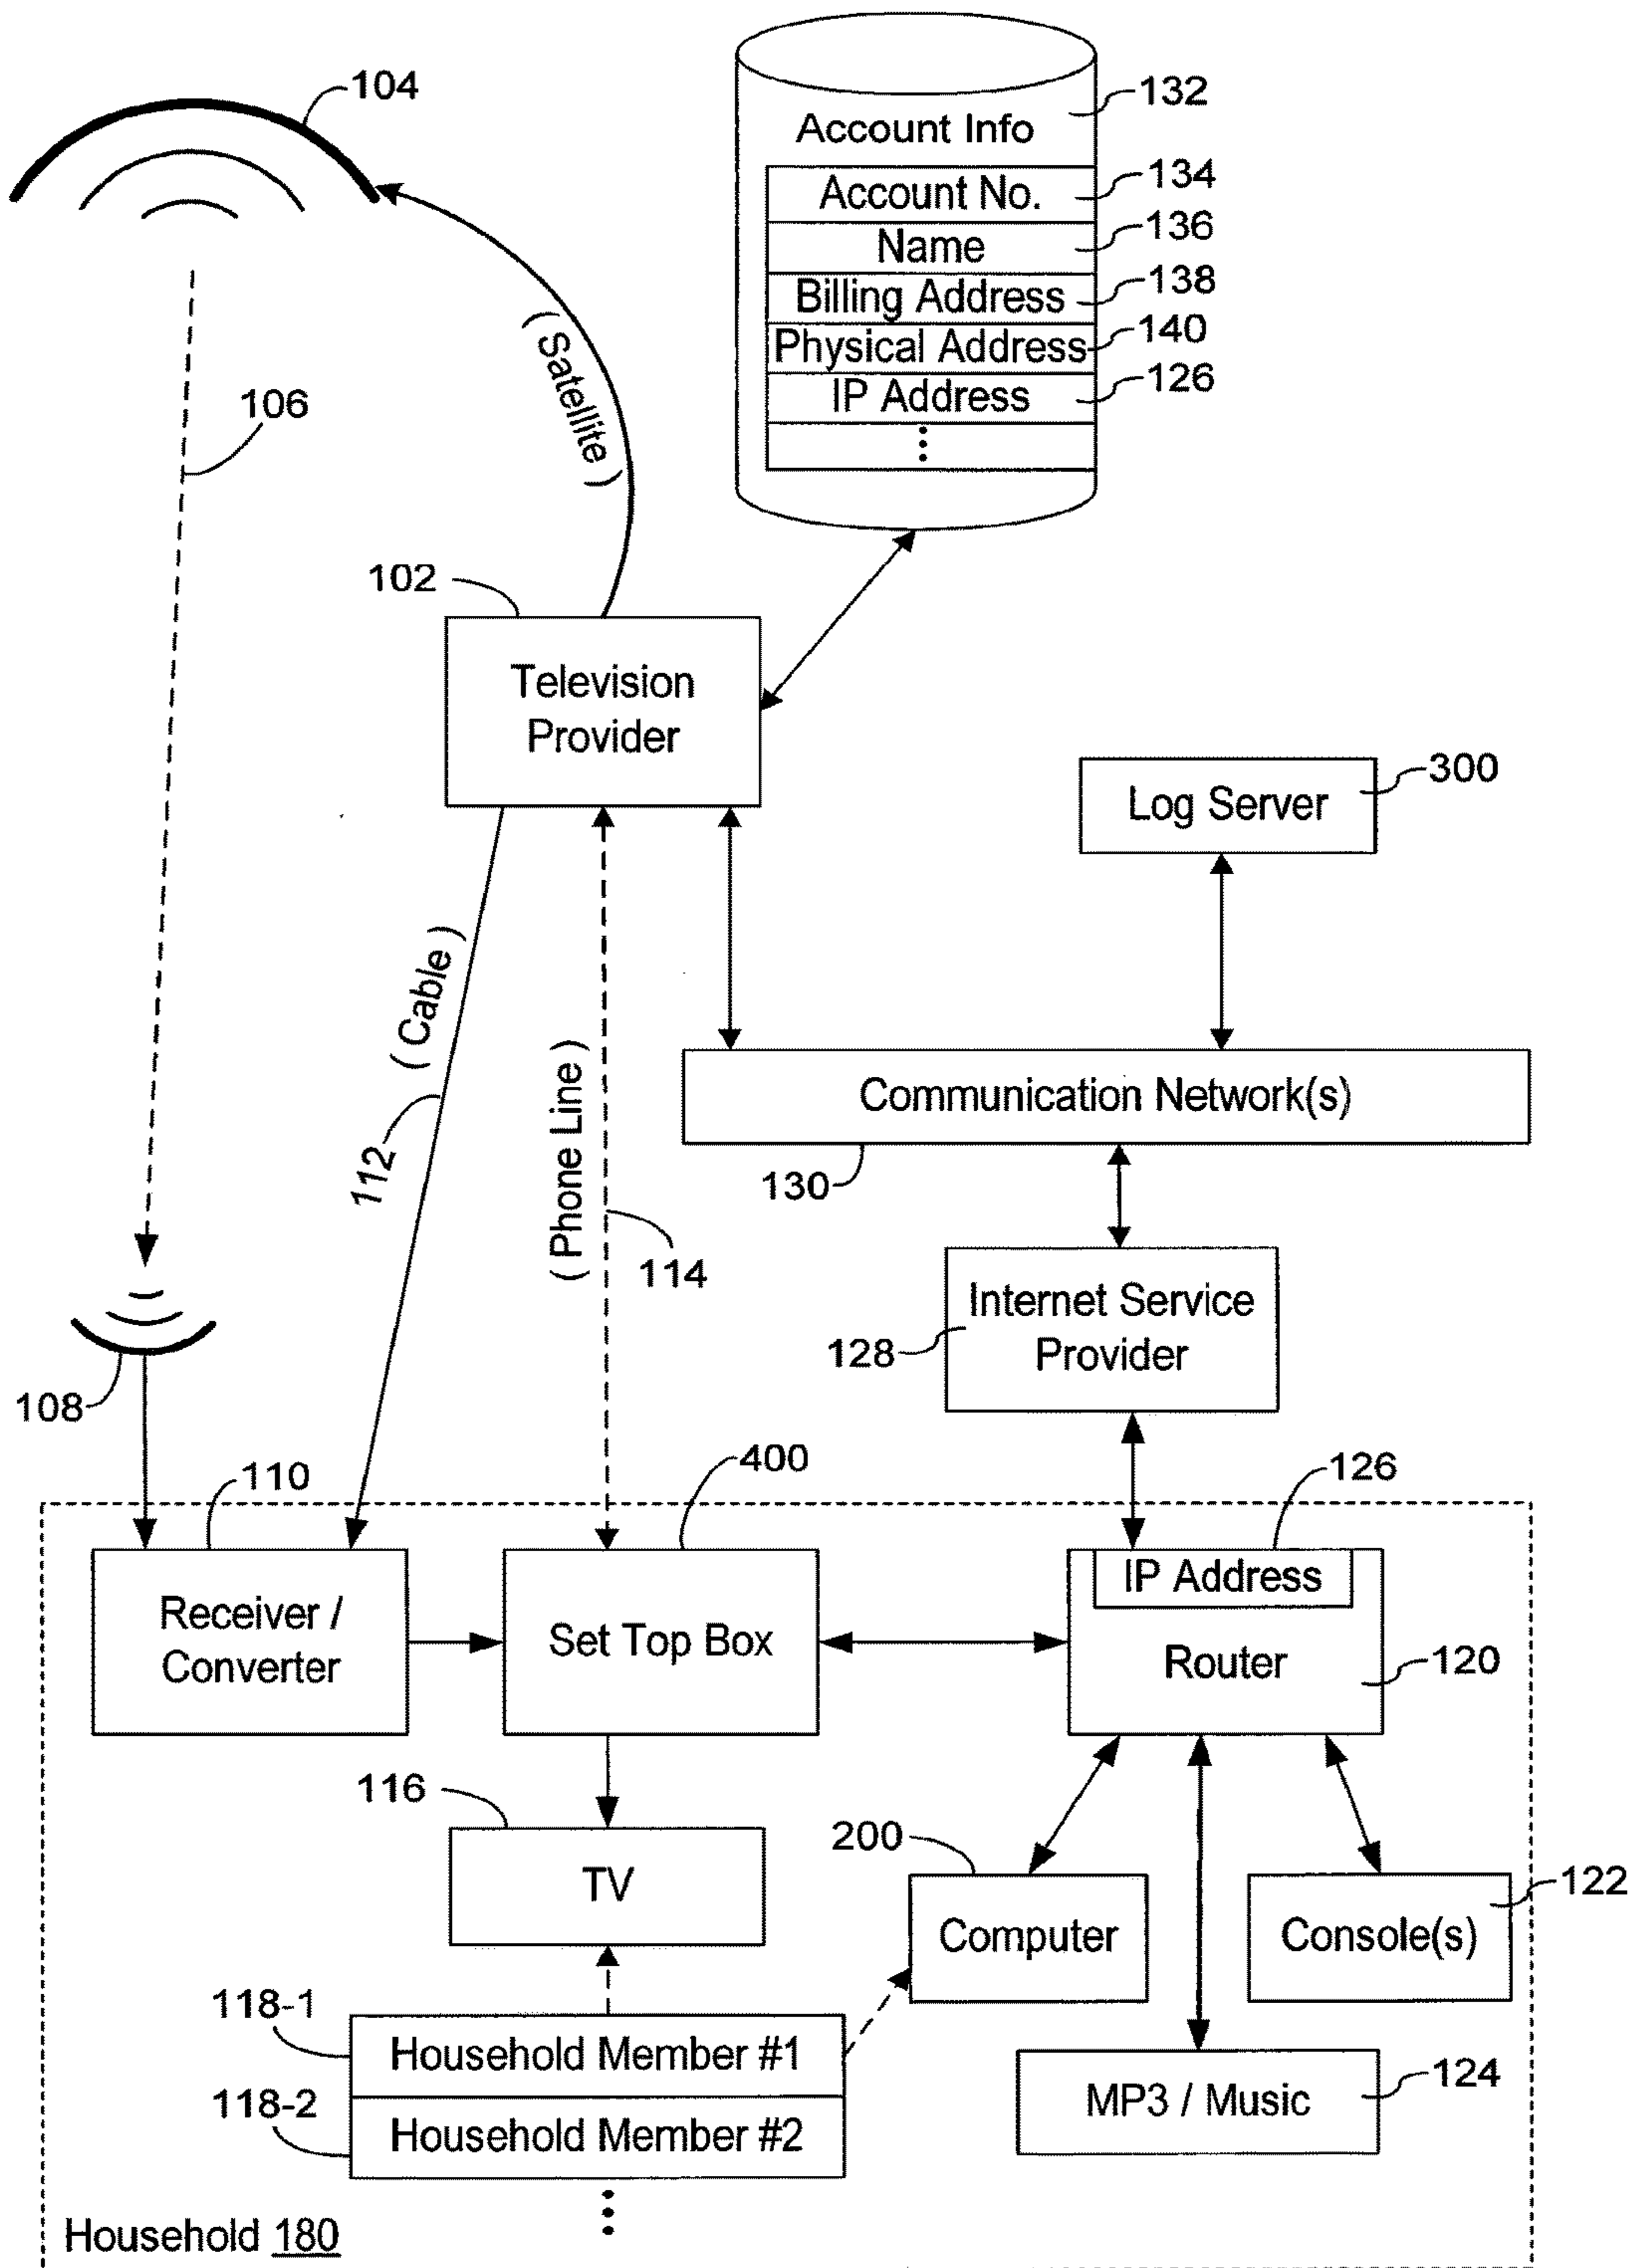 104
132
Account Info
134
Account No.
136
Name
138
Billing Address
140
Physical Address
126
IP Address
( Satellite )
106
102
Television
Provider
300
Log Server
( Cable )
112
( Phone Line )
114
Communication Network(s)
130
Internet Service
Provider
128
108
110
400
126
Receiver /
Converter
Set Top Box
IP Address
Router
120
116
TV
200
Computer
122
Console(s)
118-1
Household Member #1
118-2
Household Member #2
124
MP3 / Music
Household 180